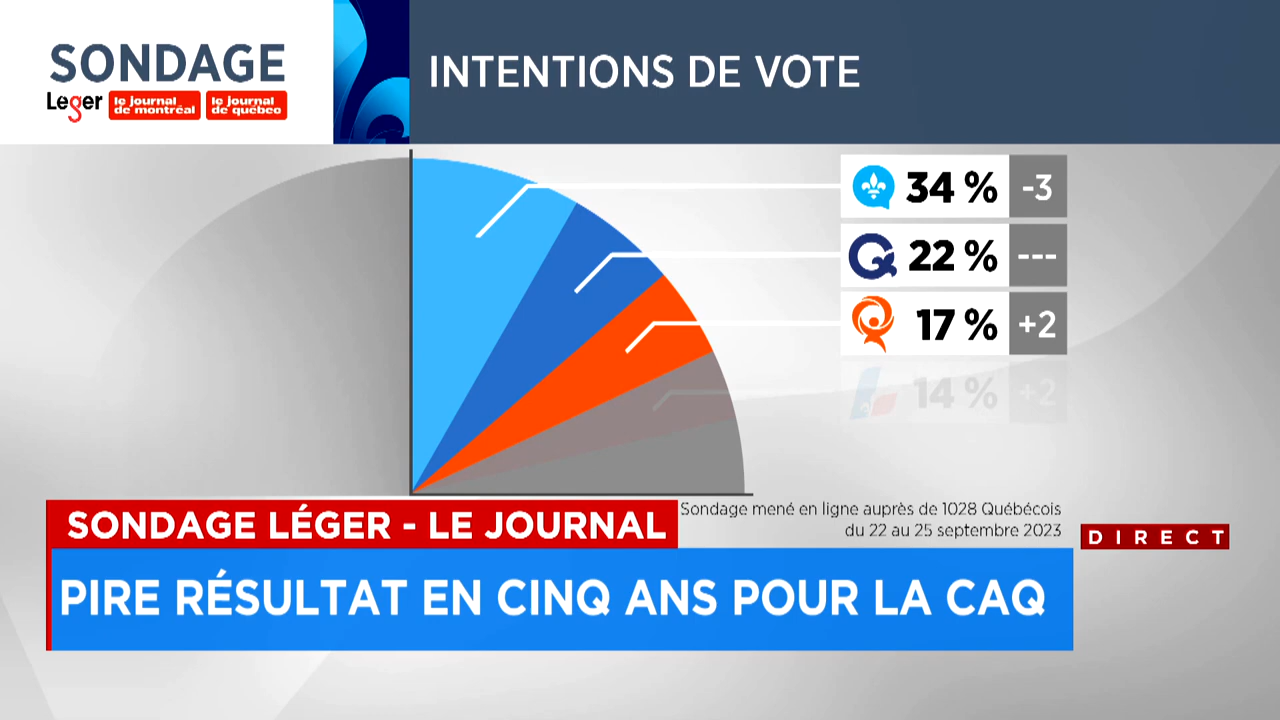 SONDAGE
Leger le journal de montréal le journal de québec
INTENTIONS DE VOTE
34 % -3
22 % ---
17 % +2
14 % +2
Sondage mené en ligne auprès de 1028 Québécois
du 22 au 25 septembre 2023
SONDAGE LÉGER - LE JOURNAL
DIRECT
PIRE RÉSULTAT EN CINQ ANS POUR LA CAQ